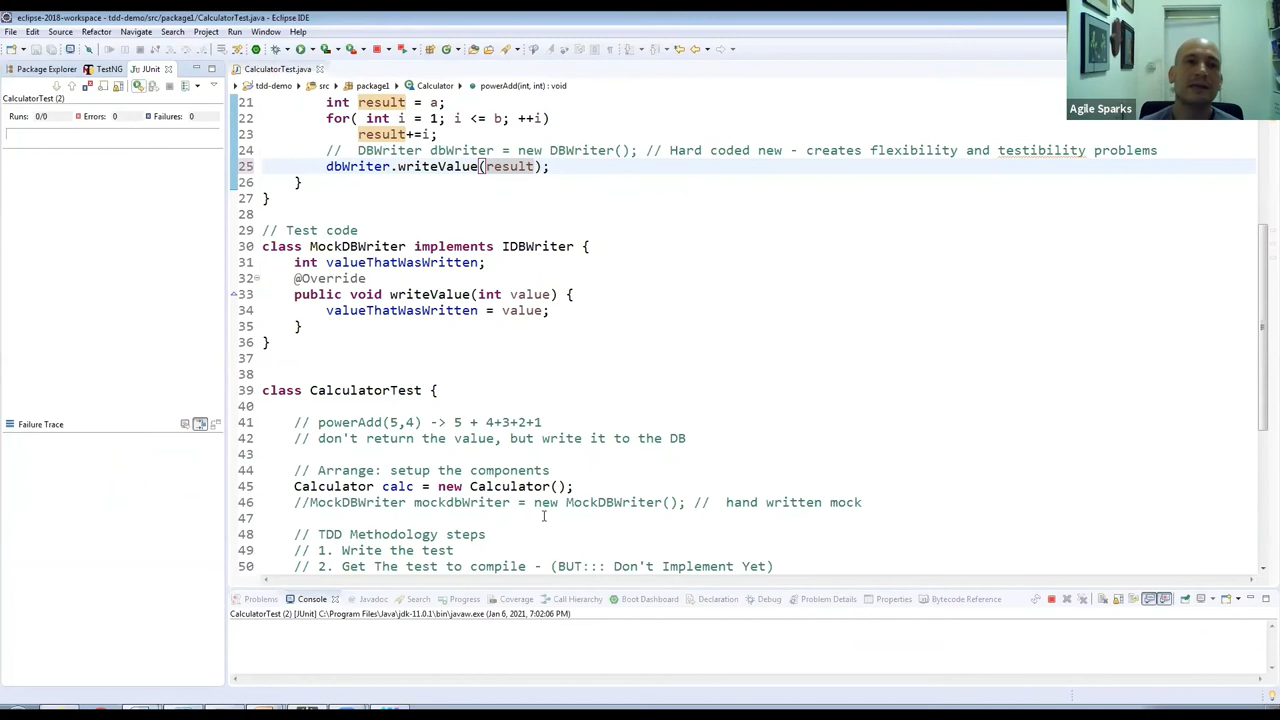 eclipse-2018-workspace - tdd-demo/src/package1/CalculatorTest.java - Eclipse IDE
File Edit Source Refactor Navigate Search Project Run Window Help
Package Explorer TestNG JUnit
CalculatorTest.java
tdd-demo src package1 Calculator powerAdd(int, int) : void
CalculatorTest (2)
Runs: 0/0 Errors: 0 Failures: 0
Failure Trace
Agile Sparks
21 int result = a;
22 for( int i = 1; i <= b; ++i)
23 result+=i;
24 // DBWriter dbWriter = new DBWriter(); // Hard coded new - creates flexibility and testibility problems
25 dbWriter.writeValue(result);
26 }
27 }
28
29 // Test code
30 class MockDBWriter implements IDBWriter {
31 int valueThatWasWritten;
32 @Override
33 public void writeValue(int value) {
34 valueThatWasWritten = value;
35 }
36 }
37
38
39 class CalculatorTest {
40
41 // powerAdd(5,4) -> 5 + 4+3+2+1
42 // don't return the value, but write it to the DB
43
44 // Arrange: setup the components
45 Calculator calc = new Calculator();
46 //MockDBWriter mockdbWriter = new MockDBWriter(); // hand written mock
47
48 // TDD Methodology steps
49 // 1. Write the test
50 // 2. Get The test to compile - (BUT::: Don't Implement Yet)
Problems Console Javadoc Search Progress Coverage Call Hierarchy Boot Dashboard Declaration Debug Problem Details Properties Bytecode Reference
CalculatorTest (2) [JUnit] C:\Program Files\Java\jdk-11.0.1\bin\javaw.exe (Jan 6, 2021, 7:02:06 PM)